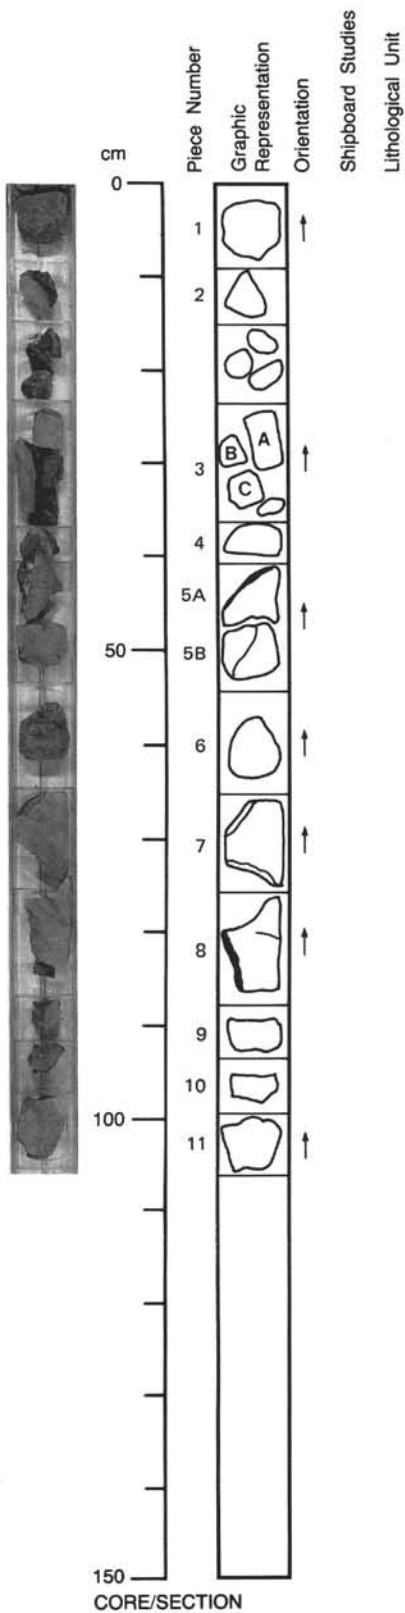 cm
Piece Number
Graphic
Representation
Orientation
Shipboard Studies
Lithological Unit
0
1
2
3
A
B
C
4
5A
50
5B
6
7
8
9
10
100
11
150
CORE/SECTION